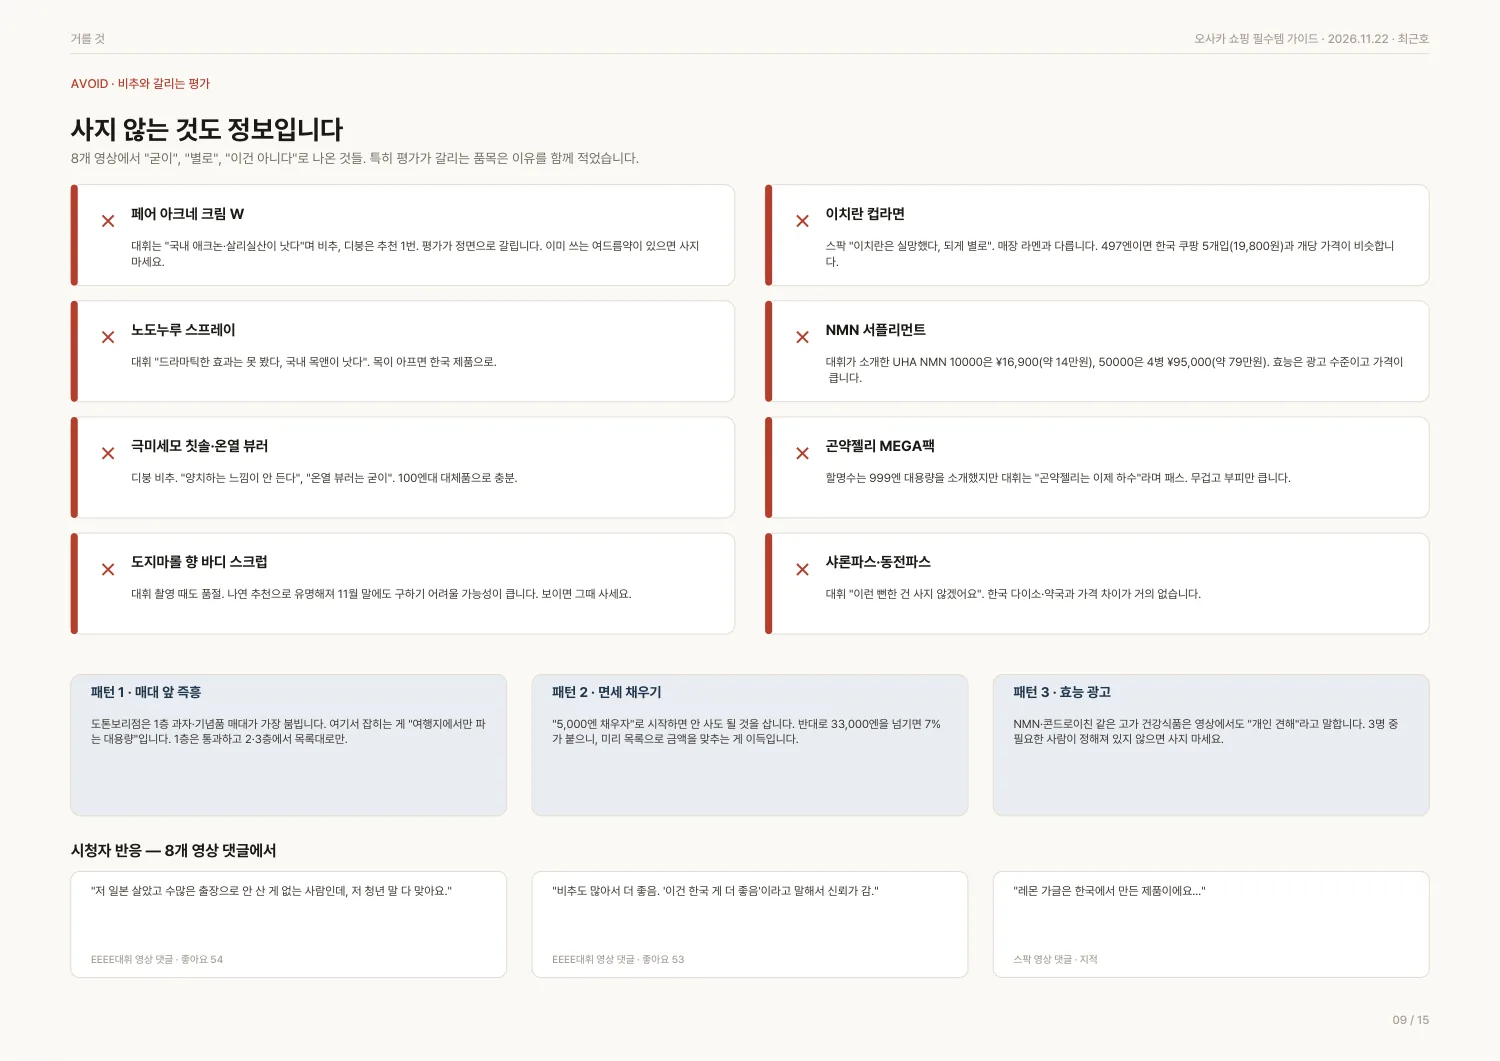 거를 것
오사카 쇼핑 필수템 가이드 · 2026.11.22 · 최근호
AVOID · 비추와 갈리는 평가
사지 않는 것도 정보입니다
8개 영상에서 "굳이", "별로", "이건 아니다"로 나온 것들. 특히 평가가 갈리는 품목은 이유를 함께 적었습니다.
페어 아크네 크림 W
대휘는 "국내 애크논·살리실산이 낫다"며 비추, 디봉은 추천 1번. 평가가 정면으로 갈립니다. 이미 쓰는 여드름약이 있으면 사지
마세요.
이치란 컵라면
스팍 "이치란은 실망했다, 되게 별로". 매장 라멘과 다릅니다. 497엔이면 한국 쿠팡 5개입(19,800원)과 개당 가격이 비슷합니
다.
노도누루 스프레이
대휘 "드라마틱한 효과는 못 봤다, 국내 목앤이 낫다". 목이 아프면 한국 제품으로.
NMN 서플리먼트
대휘가 소개한 UHA NMN 10000은 ¥16,900(약 14만원), 50000은 4병 ¥95,000(약 79만원). 효능은 광고 수준이고 가격이
큽니다.
극미세모 칫솔·온열 뷰러
디봉 비추. "양치하는 느낌이 안 든다", "온열 뷰러는 굳이". 100엔대 대체품으로 충분.
곤약젤리 MEGA팩
할명수는 999엔 대용량을 소개했지만 대휘는 "곤약젤리는 이제 하수"라며 패스. 무겁고 부피만 큽니다.
도지마롤 향 바디 스크럽
대휘 촬영 때도 품절. 나연 추천으로 유명해져 11월 말에도 구하기 어려울 가능성이 큽니다. 보이면 그때 사세요.
샤론파스·동전파스
대휘 "이런 뻔한 건 사지 않겠어요". 한국 다이소·약국과 가격 차이가 거의 없습니다.
패턴 1 · 매대 앞 즉흥
도톤보리점은 1층 과자·기념품 매대가 가장 붐빕니다. 여기서 잡히는 게 "여행지에서만 파
는 대용량"입니다. 1층은 통과하고 2·3층에서 목록대로만.
패턴 2 · 면세 채우기
"5,000엔 채우자"로 시작하면 안 사도 될 것을 삽니다. 반대로 33,000엔을 넘기면 7%
가 붙으니, 미리 목록으로 금액을 맞추는 게 이득입니다.
패턴 3 · 효능 광고
NMN·콘드로이친 같은 고가 건강식품은 영상에서도 "개인 견해"라고 말합니다. 3명 중
필요한 사람이 정해져 있지 않으면 사지 마세요.
시청자 반응 — 8개 영상 댓글에서
"저 일본 살았고 수많은 출장으로 안 산 게 없는 사람인데, 저 청년 말 다 맞아요."
EEEE대휘 영상 댓글 · 좋아요 54
"비추도 많아서 더 좋음. '이건 한국 게 더 좋음'이라고 말해서 신뢰가 감."
EEEE대휘 영상 댓글 · 좋아요 53
"레몬 가글은 한국에서 만든 제품이에요…"
스팍 영상 댓글 · 지적
09 / 15